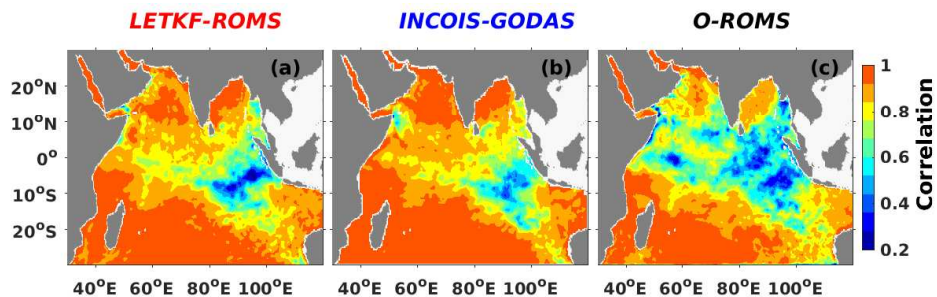 LETKF-ROMS INCOIS-GODAS O-ROMS
(a) (b) (c)
20°N
10°N
0°
10°S
20°S
40°E 60°E 80°E 100°E 40°E 60°E 80°E 100°E 40°E 60°E 80°E 100°E
1
0.8
0.6
0.4
0.2
Correlation